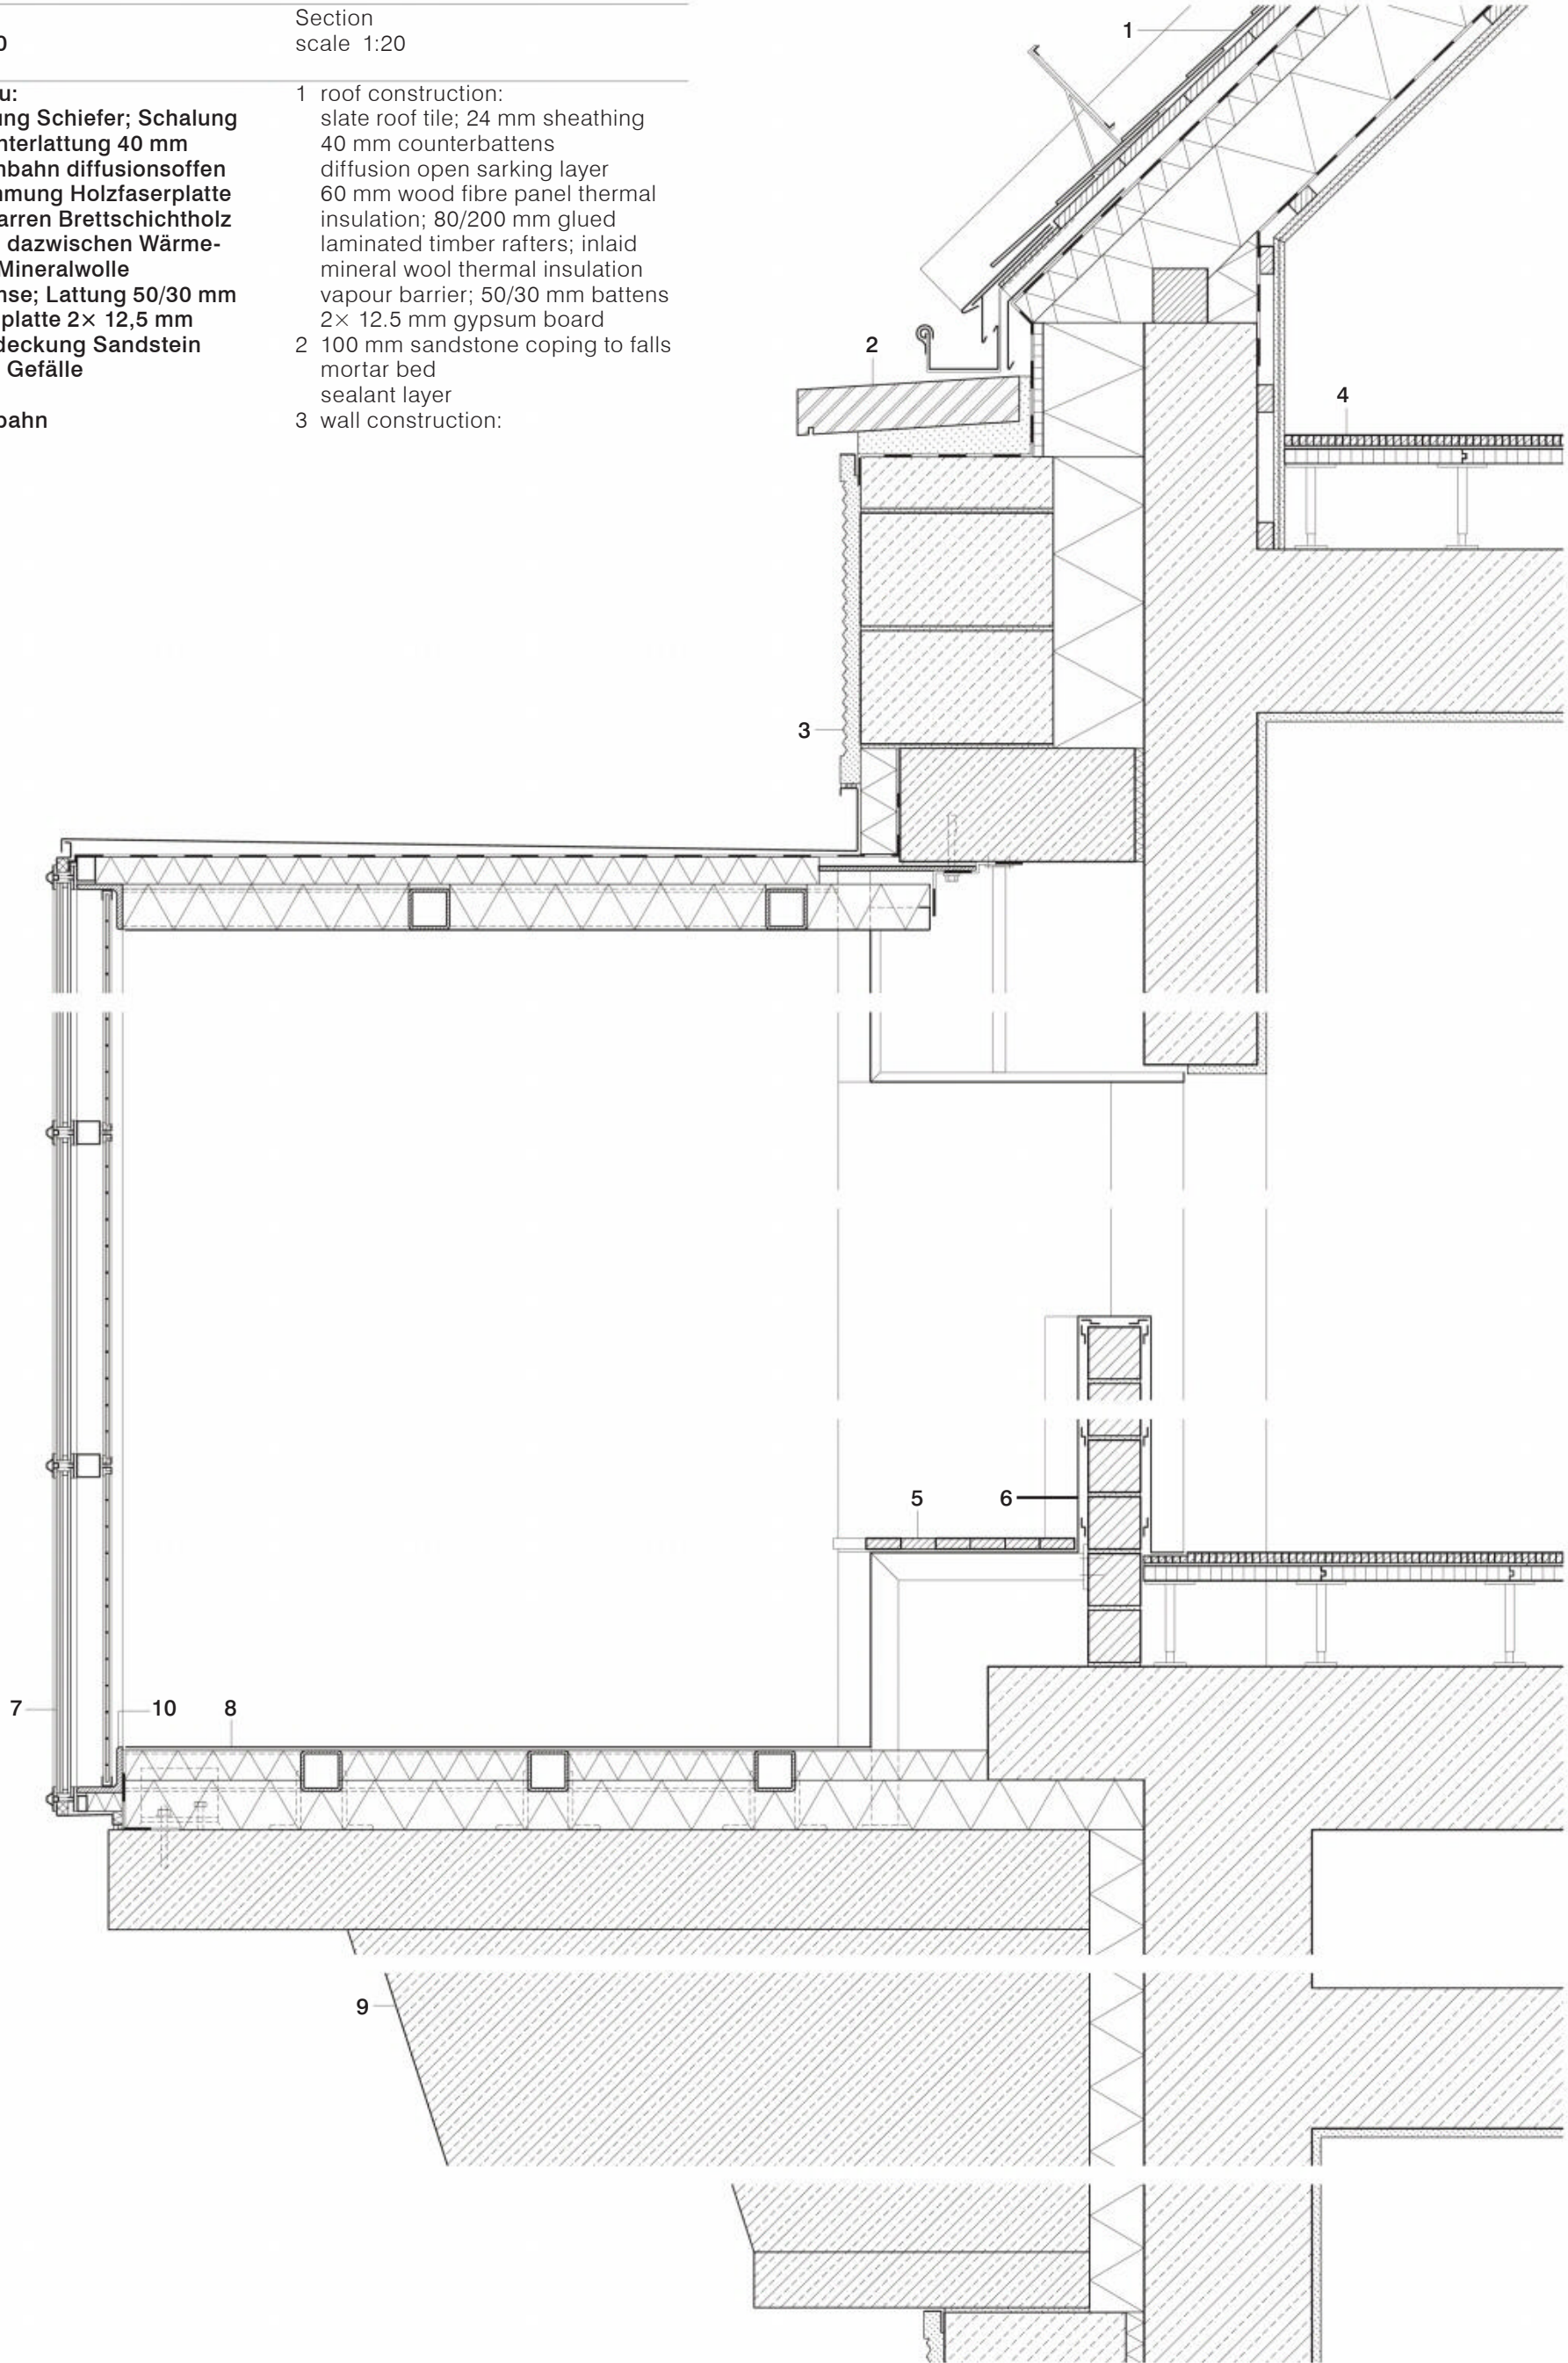 Section
0
scale 1:20
u:
ng Schiefer; Schalung
nterlattung 40 mm
nbahn diffusionsoffen
mung Holzfaserplatte
arren Brettschichtholz
dazwischen Wärme-
Mineralwolle
nse; Lattung 50/30 mm
platte 2× 12,5 mm
deckung Sandstein
Gefälle
bahn
1 roof construction:
slate roof tile; 24 mm sheathing
40 mm counterbattens
diffusion open sarking layer
60 mm wood fibre panel thermal
insulation; 80/200 mm glued
laminated timber rafters; inlaid
mineral wool thermal insulation
vapour barrier; 50/30 mm battens
2× 12.5 mm gypsum board
2 100 mm sandstone coping to falls
mortar bed
sealant layer
3 wall construction:
1
2
4
3
5
6
7
10
8
9